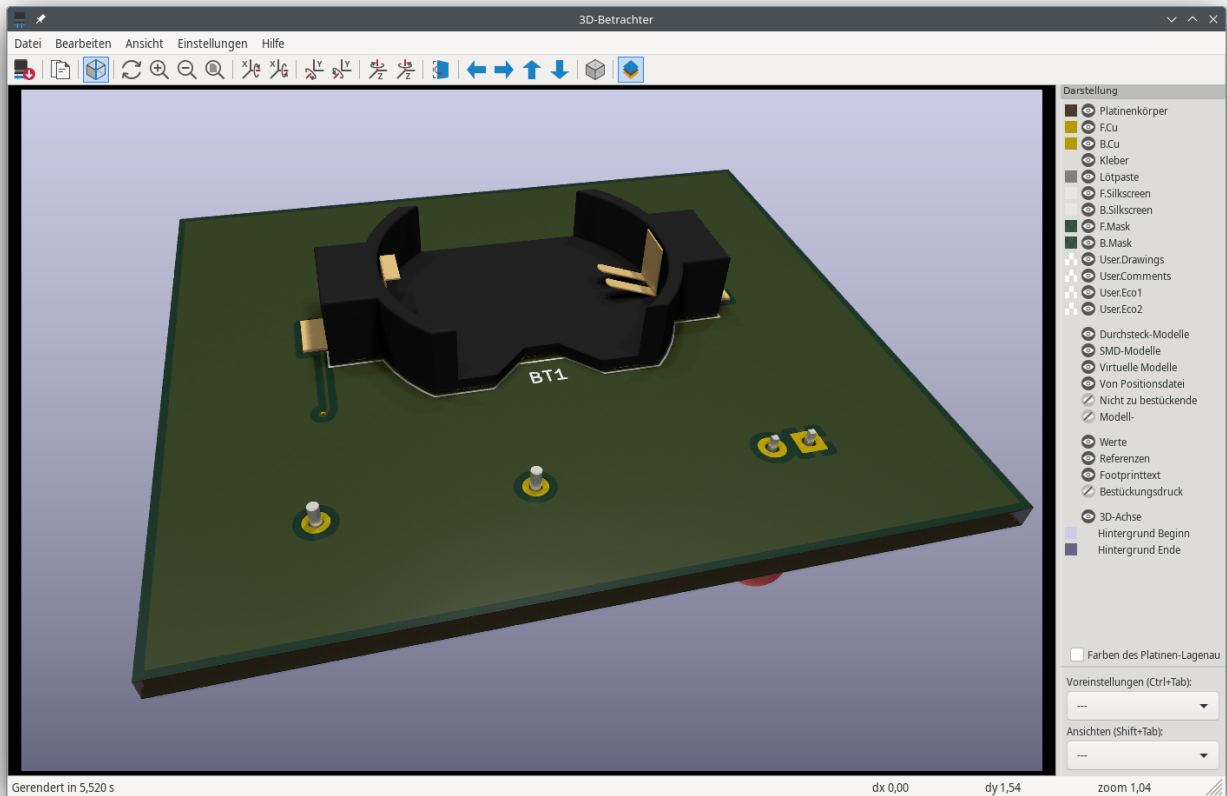 3D-Betrachter
Datei Bearbeiten Ansicht Einstellungen Hilfe
Darstellung
Platinenkörper
F.Cu
B.Cu
Kleber
Lötpaste
F.Silkscreen
B.Silkscreen
F.Mask
B.Mask
User.Drawings
User.Comments
User.Eco1
User.Eco2
Durchsteck-Modelle
SMD-Modelle
Virtuelle Modelle
Von Positionsdatei
Nicht zu bestückende
Modell-
Werte
Referenzen
Footprinttext
Bestückungsdruck
3D-Achse
Hintergrund Beginn
Hintergrund Ende
BT1
Farben des Platinen-Lagenau
Voreinstellungen (Ctrl+Tab):
---
Ansichten (Shift+Tab):
---
Gerendert in 5,520 s
dx 0,00
dy 1,54
zoom 1,04